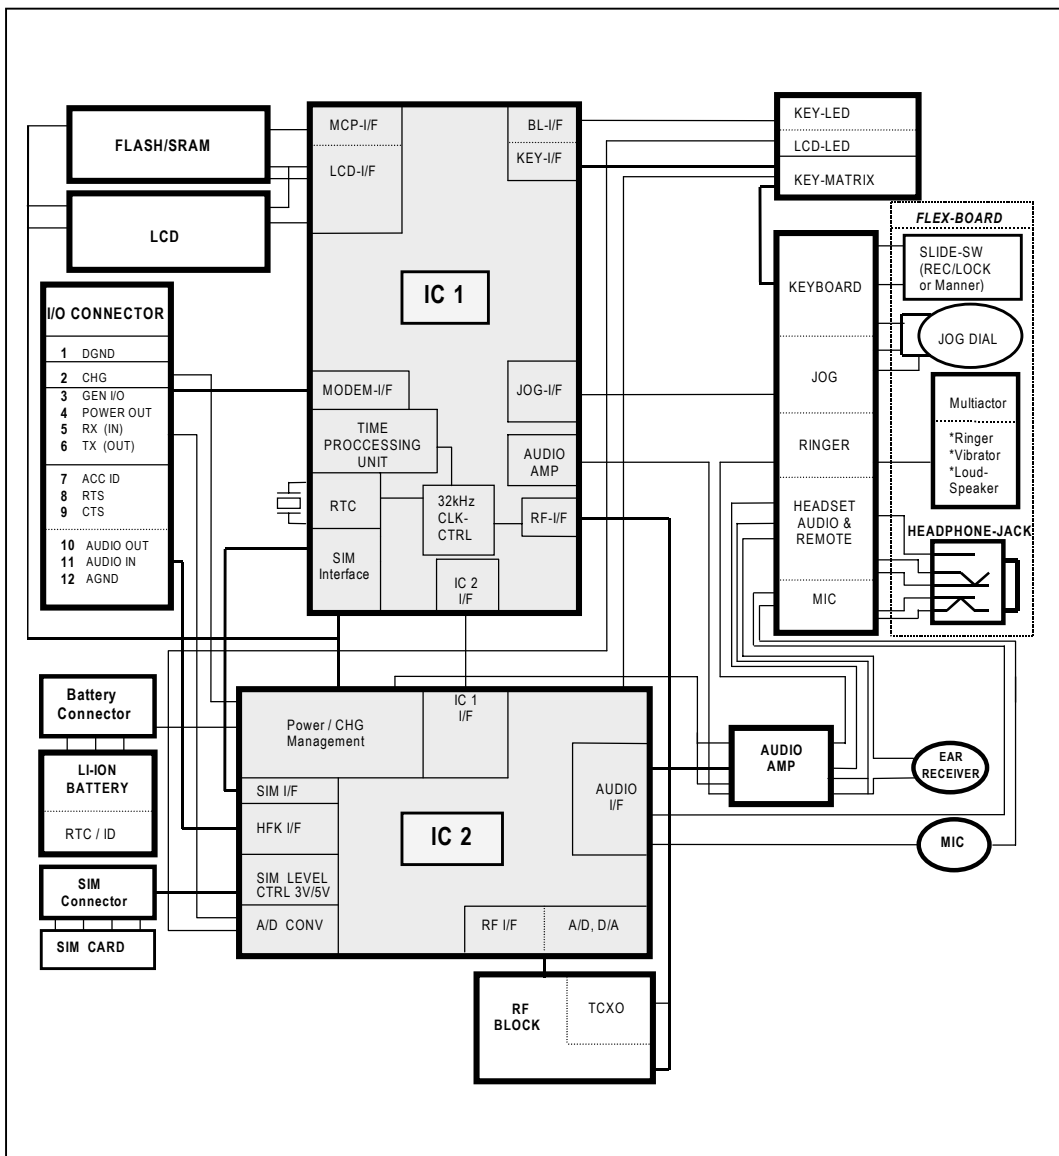 FLASH/SRAM
LCD
MCP-I/F
LCD-I/F
BL-I/F
KEY-I/F
IC 1
MODEM-I/F
TIME
PROCCESSING
UNIT
RTC
SIM
Interface
32kHz
CLK-
CTRL
IC 2
I/F
JOG-I/F
AUDIO
AMP
RF-I/F
KEY-LED
LCD-LED
KEY-MATRIX
FLEX-BOARD
KEYBOARD
JOG
RINGER
HEADSET
AUDIO &
REMOTE
MIC
SLIDE-SW
(REC/LOCK
or Manner)
JOG DIAL
Multiactor
*Ringer
*Vibrator
*Loud-
Speaker
HEADPHONE-JACK
I/O CONNECTOR
1 DGND
2 CHG
3 GEN I/O
4 POWER OUT
5 RX (IN)
6 TX (OUT)
7 ACC ID
8 RTS
9 CTS
10 AUDIO OUT
11 AUDIO IN
12 AGND
Battery
Connector
LI-ION
BATTERY
RTC / ID
SIM
Connector
SIM CARD
Power / CHG
Management
IC 1
I/F
SIM I/F
HFK I/F
SIM LEVEL
CTRL 3V/5V
A/D CONV
IC 2
AUDIO
I/F
RF I/F
A/D, D/A
AUDIO
AMP
EAR
RECEIVER
MIC
RF
BLOCK
TCXO